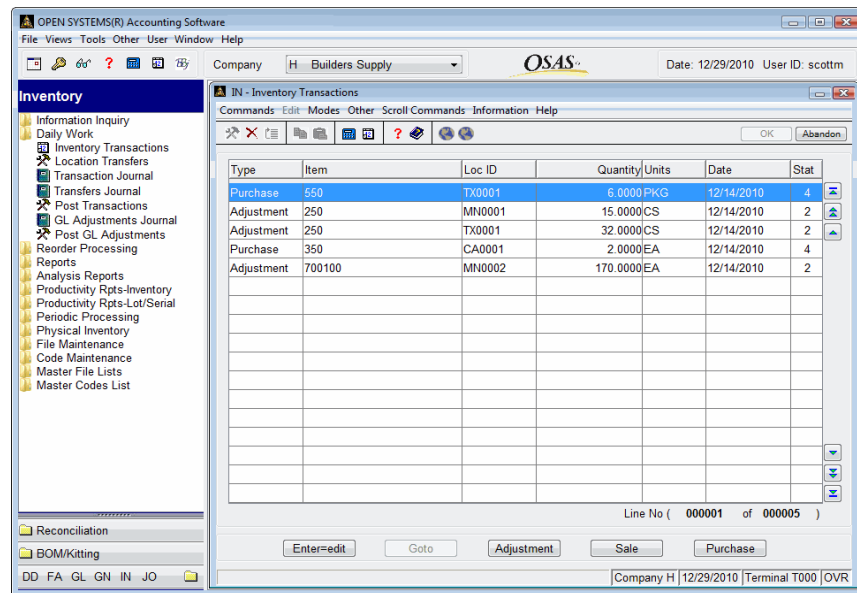 OPEN SYSTEMS(R) Accounting Software
File Views Tools Other User Window Help
Company H Builders Supply OSAS Date: 12/29/2010 User ID: scottm
Inventory
Information Inquiry
Daily Work
Inventory Transactions
Location Transfers
Transaction Journal
Transfers Journal
Post Transactions
GL Adjustments Journal
Post GL Adjustments
Reorder Processing
Reports
Analysis Reports
Productivity Rpts-Inventory
Productivity Rpts-Lot/Serial
Periodic Processing
Physical Inventory
File Maintenance
Code Maintenance
Master File Lists
Master Codes List
Reconciliation
BOM/Kitting
DD FA GL GN IN JO
IN - Inventory Transactions
Commands Edit Modes Other Scroll Commands Information Help
OK Abandon
Type Item Loc ID Quantity Units Date Stat
Purchase 550 TX0001 6.0000 PKG 12/14/2010 4
Adjustment 250 MN0001 15.0000 CS 12/14/2010 2
Adjustment 250 TX0001 32.0000 CS 12/14/2010 2
Purchase 350 CA0001 2.0000 EA 12/14/2010 4
Adjustment 700100 MN0002 170.0000 EA 12/14/2010 2
Line No ( 000001 of 000005 )
Enter=edit Goto Adjustment Sale Purchase
Company H 12/29/2010 Terminal T000 OVR